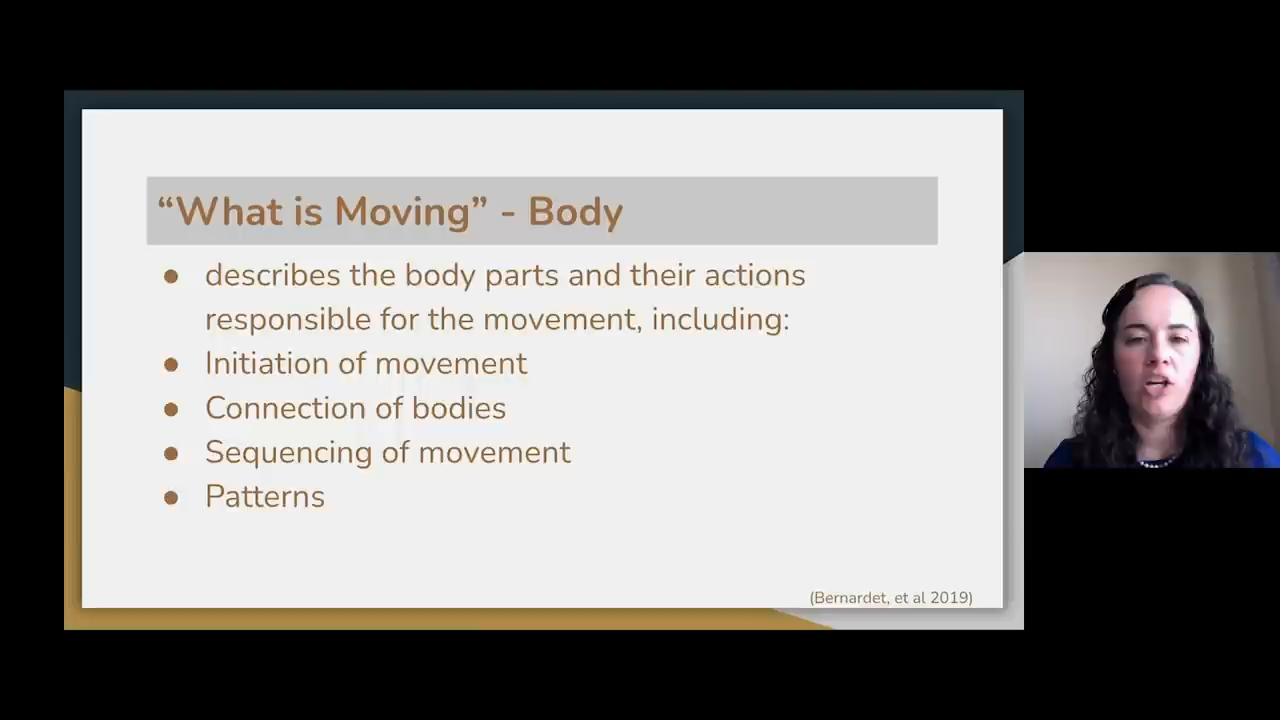 “What is Moving” - Body
● describes the body parts and their actions
responsible for the movement, including:
● Initiation of movement
● Connection of bodies
● Sequencing of movement
● Patterns
(Bernardet, et al 2019)